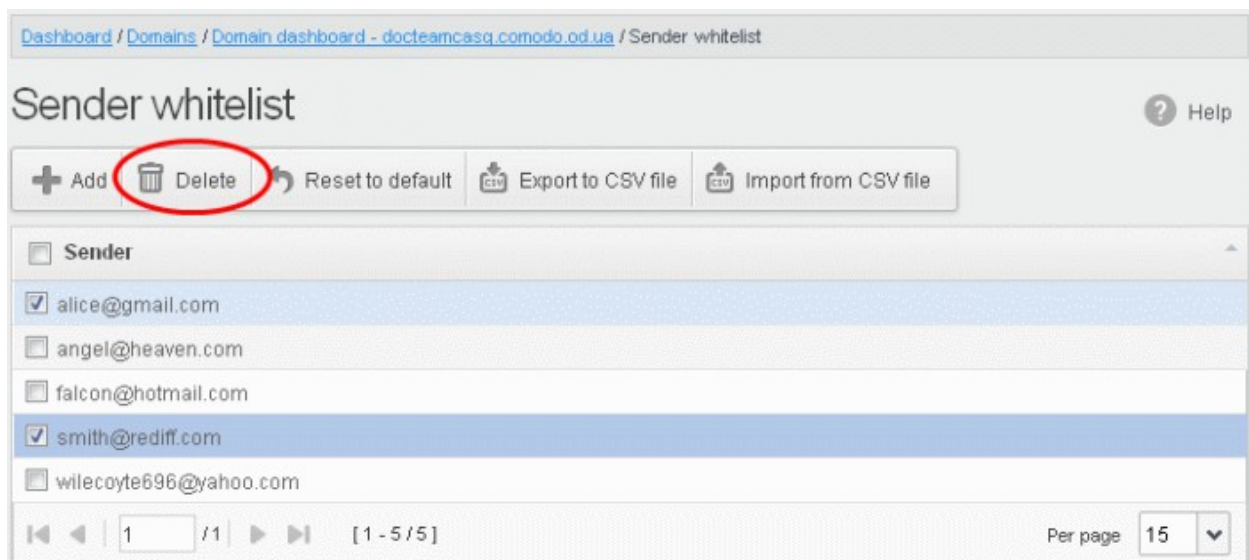 Dashboard / Domains / Domain dashboard - docteamcasq.comodo.od.ua / Sender whitelist
Sender whitelist
? Help
Add Delete Reset to default CSV Export to CSV file CSV Import from CSV file
Sender
alice@gmail.com
angel@heaven.com
falcon@hotmail.com
smith@rediff.com
wilecoyte696@yahoo.com
1 /1 [1 - 5 / 5] Per page 15